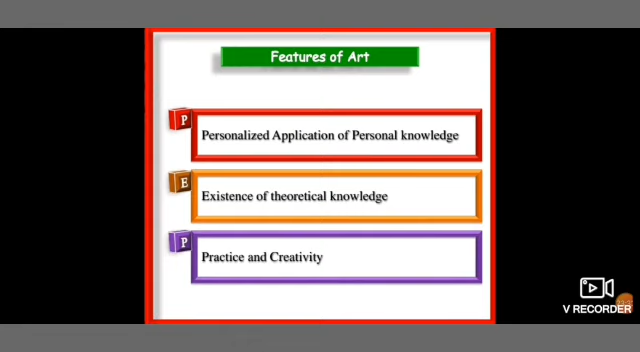 Features of Art
P
Personalized Application of Personal knowledge
E
Existence of theoretical knowledge
P
Practice and Creativity
V RECORDER